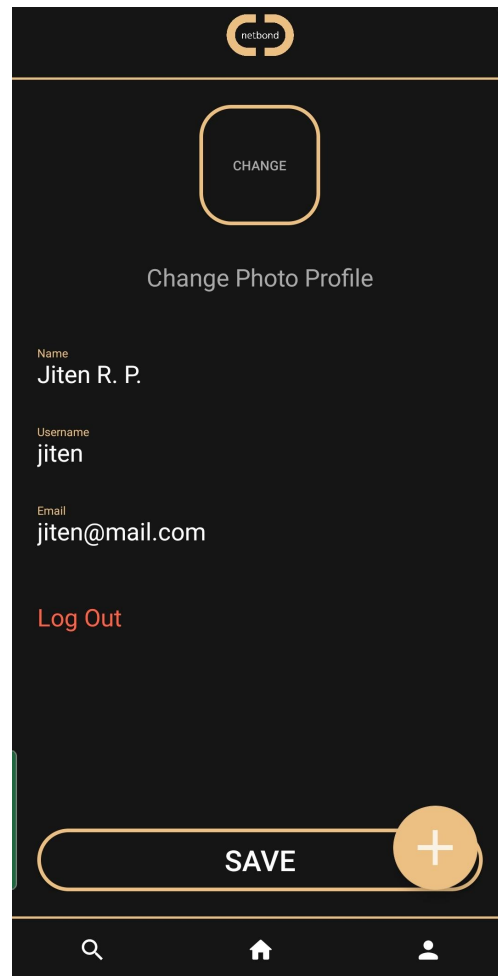 netbond
CHANGE
Change Photo Profile
Name
Jiten R. P.
Username
jiten
Email
jiten@mail.com
Log Out
SAVE